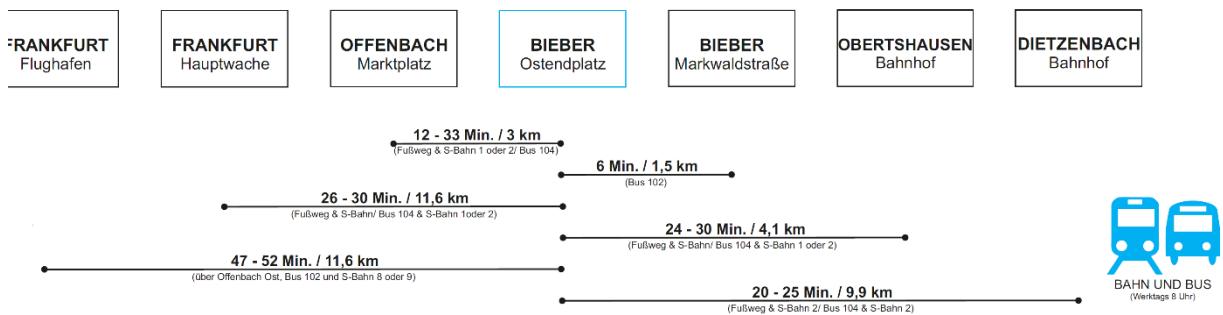 FRANKFURT
Flughafen
FRANKFURT
Hauptwache
OFFENBACH
Marktplatz
BIEBER
Ostendplatz
BIEBER
Markwaldstraße
OBERTSHAUSEN
Bahnhof
DIETZENBACH
Bahnhof
12 - 33 Min. / 3 km
(Fußweg & S-Bahn 1 oder 2/ Bus 104)
6 Min. / 1,5 km
(Bus 102)
26 - 30 Min. / 11,6 km
(Fußweg & S-Bahn/ Bus 104 & S-Bahn 1oder 2)
24 - 30 Min. / 4,1 km
(Fußweg & S-Bahn/ Bus 104 & S-Bahn 1 oder 2)
47 - 52 Min. / 11,6 km
(über Offenbach Ost, Bus 102 und S-Bahn 8 oder 9)
20 - 25 Min. / 9,9 km
(Fußweg & S-Bahn 2/ Bus 104 & S-Bahn 2)
BAHN UND BUS
(Werktags 8 Uhr)